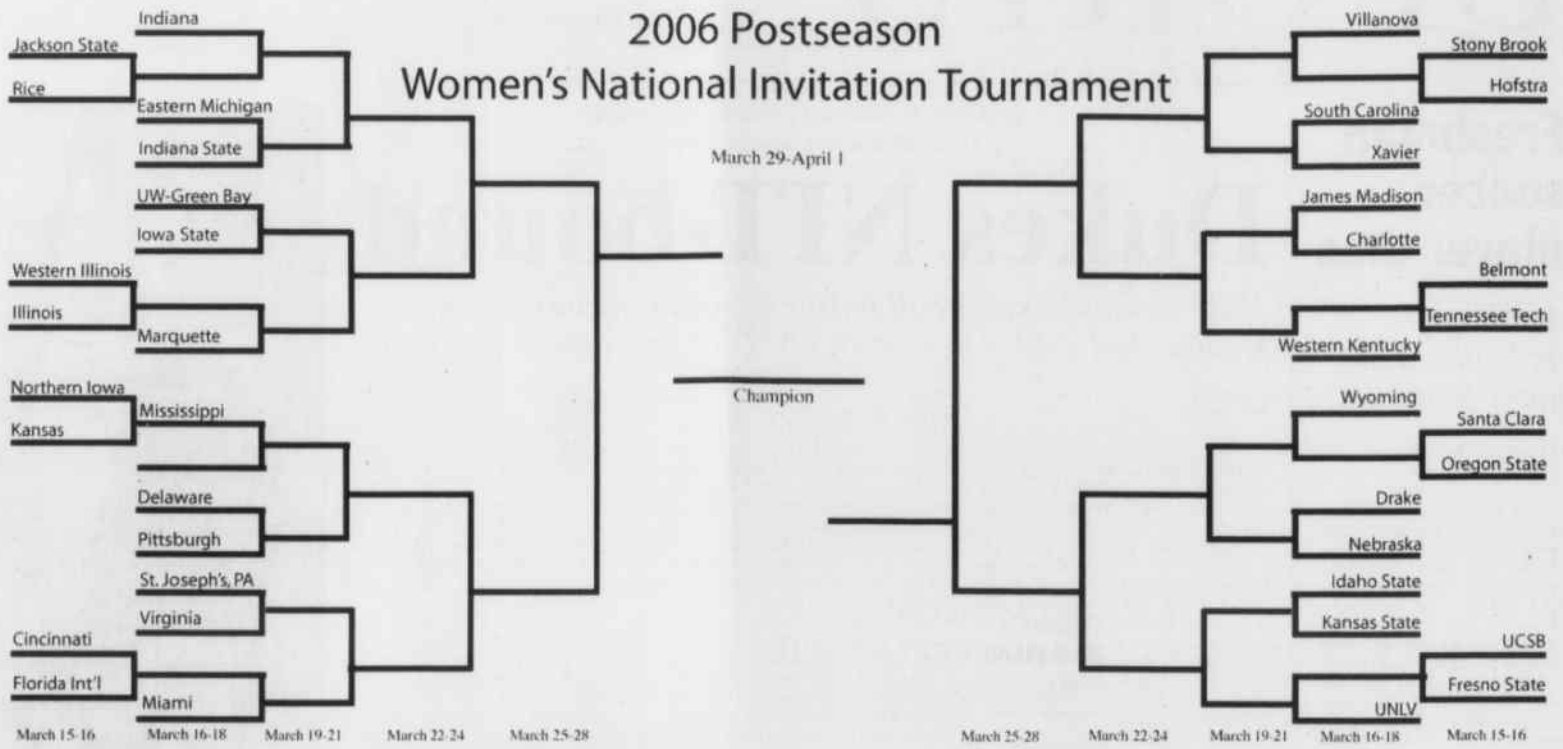 2006 Postseason
Women's National Invitation Tournament
March 29-April 1
Champion
Jackson State
Rice
Western Illinois
Illinois
Northern Iowa
Kansas
Cincinnati
Florida Int'l
March 15-16
Indiana
Eastern Michigan
Indiana State
UW-Green Bay
Iowa State
Marquette
Mississippi
Delaware
Pittsburgh
St. Joseph's, PA
Virginia
Miami
March 16-18
March 19-21
March 22-24
March 25-28
March 25-28
March 22-24
March 19-21
Villanova
South Carolina
Xavier
James Madison
Charlotte
Western Kentucky
Wyoming
Drake
Nebraska
Idaho State
Kansas State
UNLV
March 16-18
Stony Brook
Hofstra
Belmont
Tennessee Tech
Santa Clara
Oregon State
UCSB
Fresno State
March 15-16